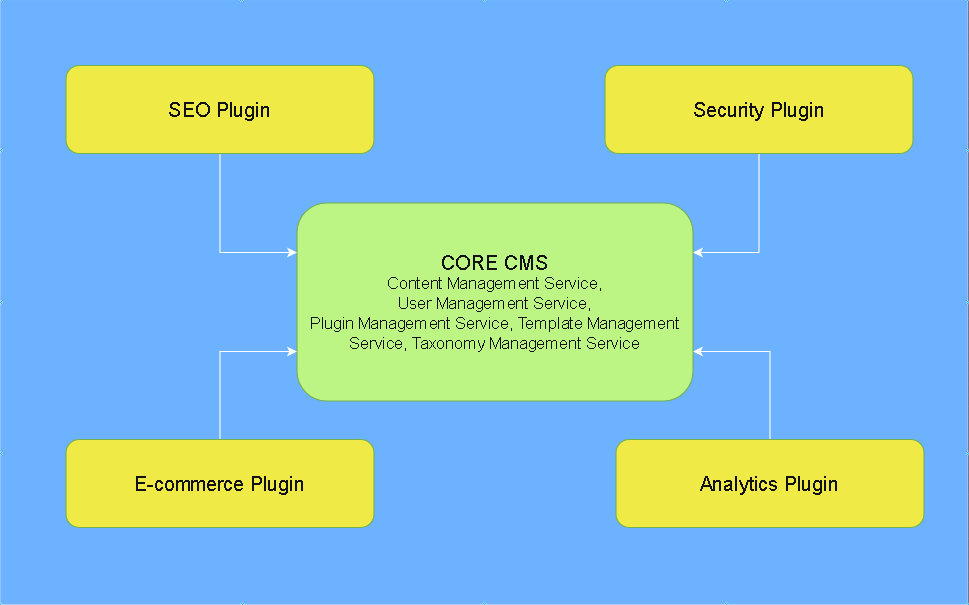 SEO Plugin
Security Plugin
CORE CMS
Content Management Service,
User Management Service,
Plugin Management Service, Template Management
Service, Taxonomy Management Service
E-commerce Plugin
Analytics Plugin